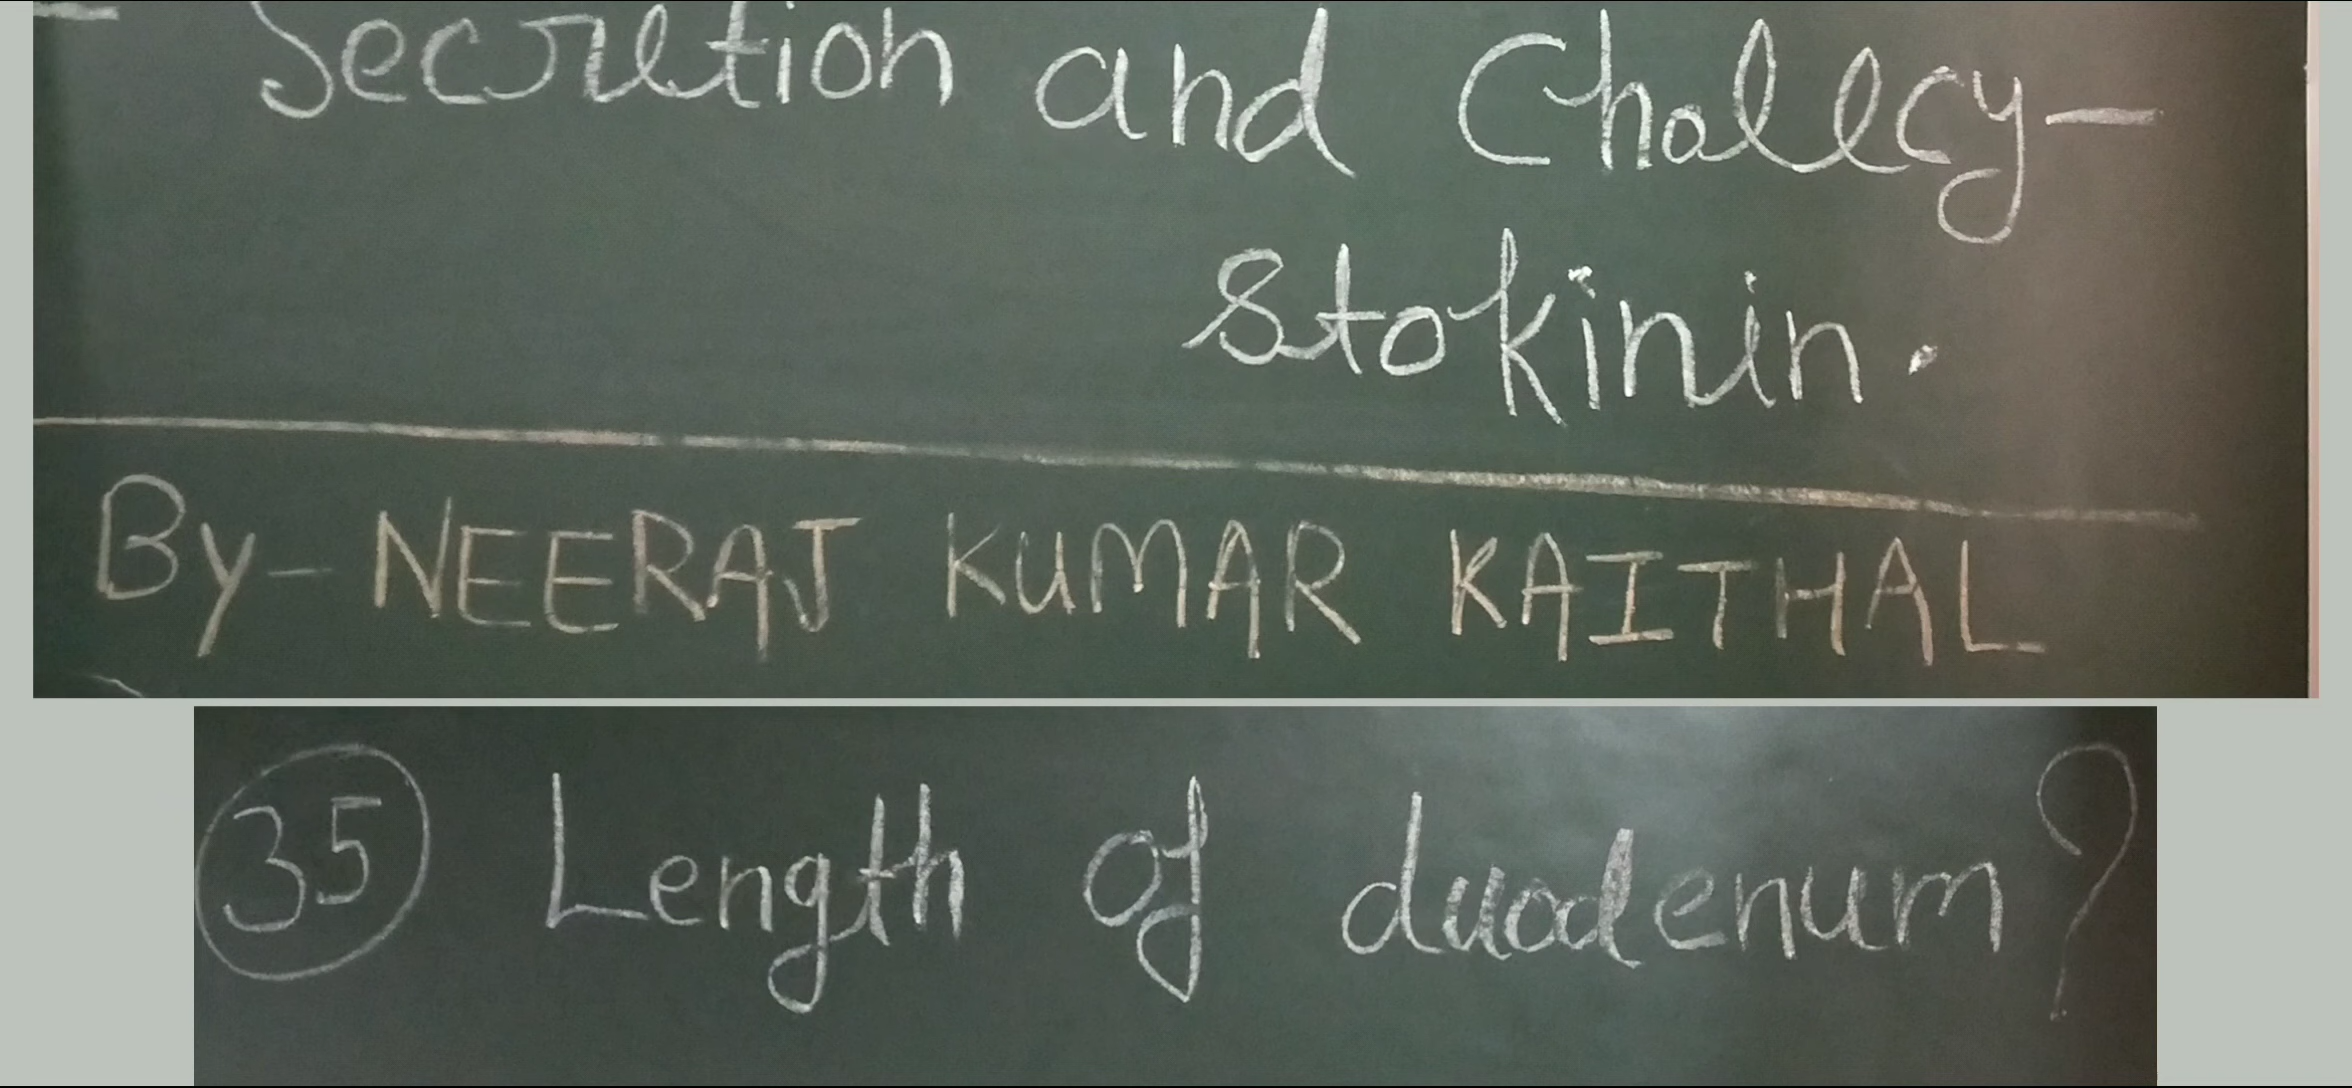 - Secretion and Cholecy-
stokinin.
By- NEERAJ KUMAR KAITHAL
35 Length of duodenum?